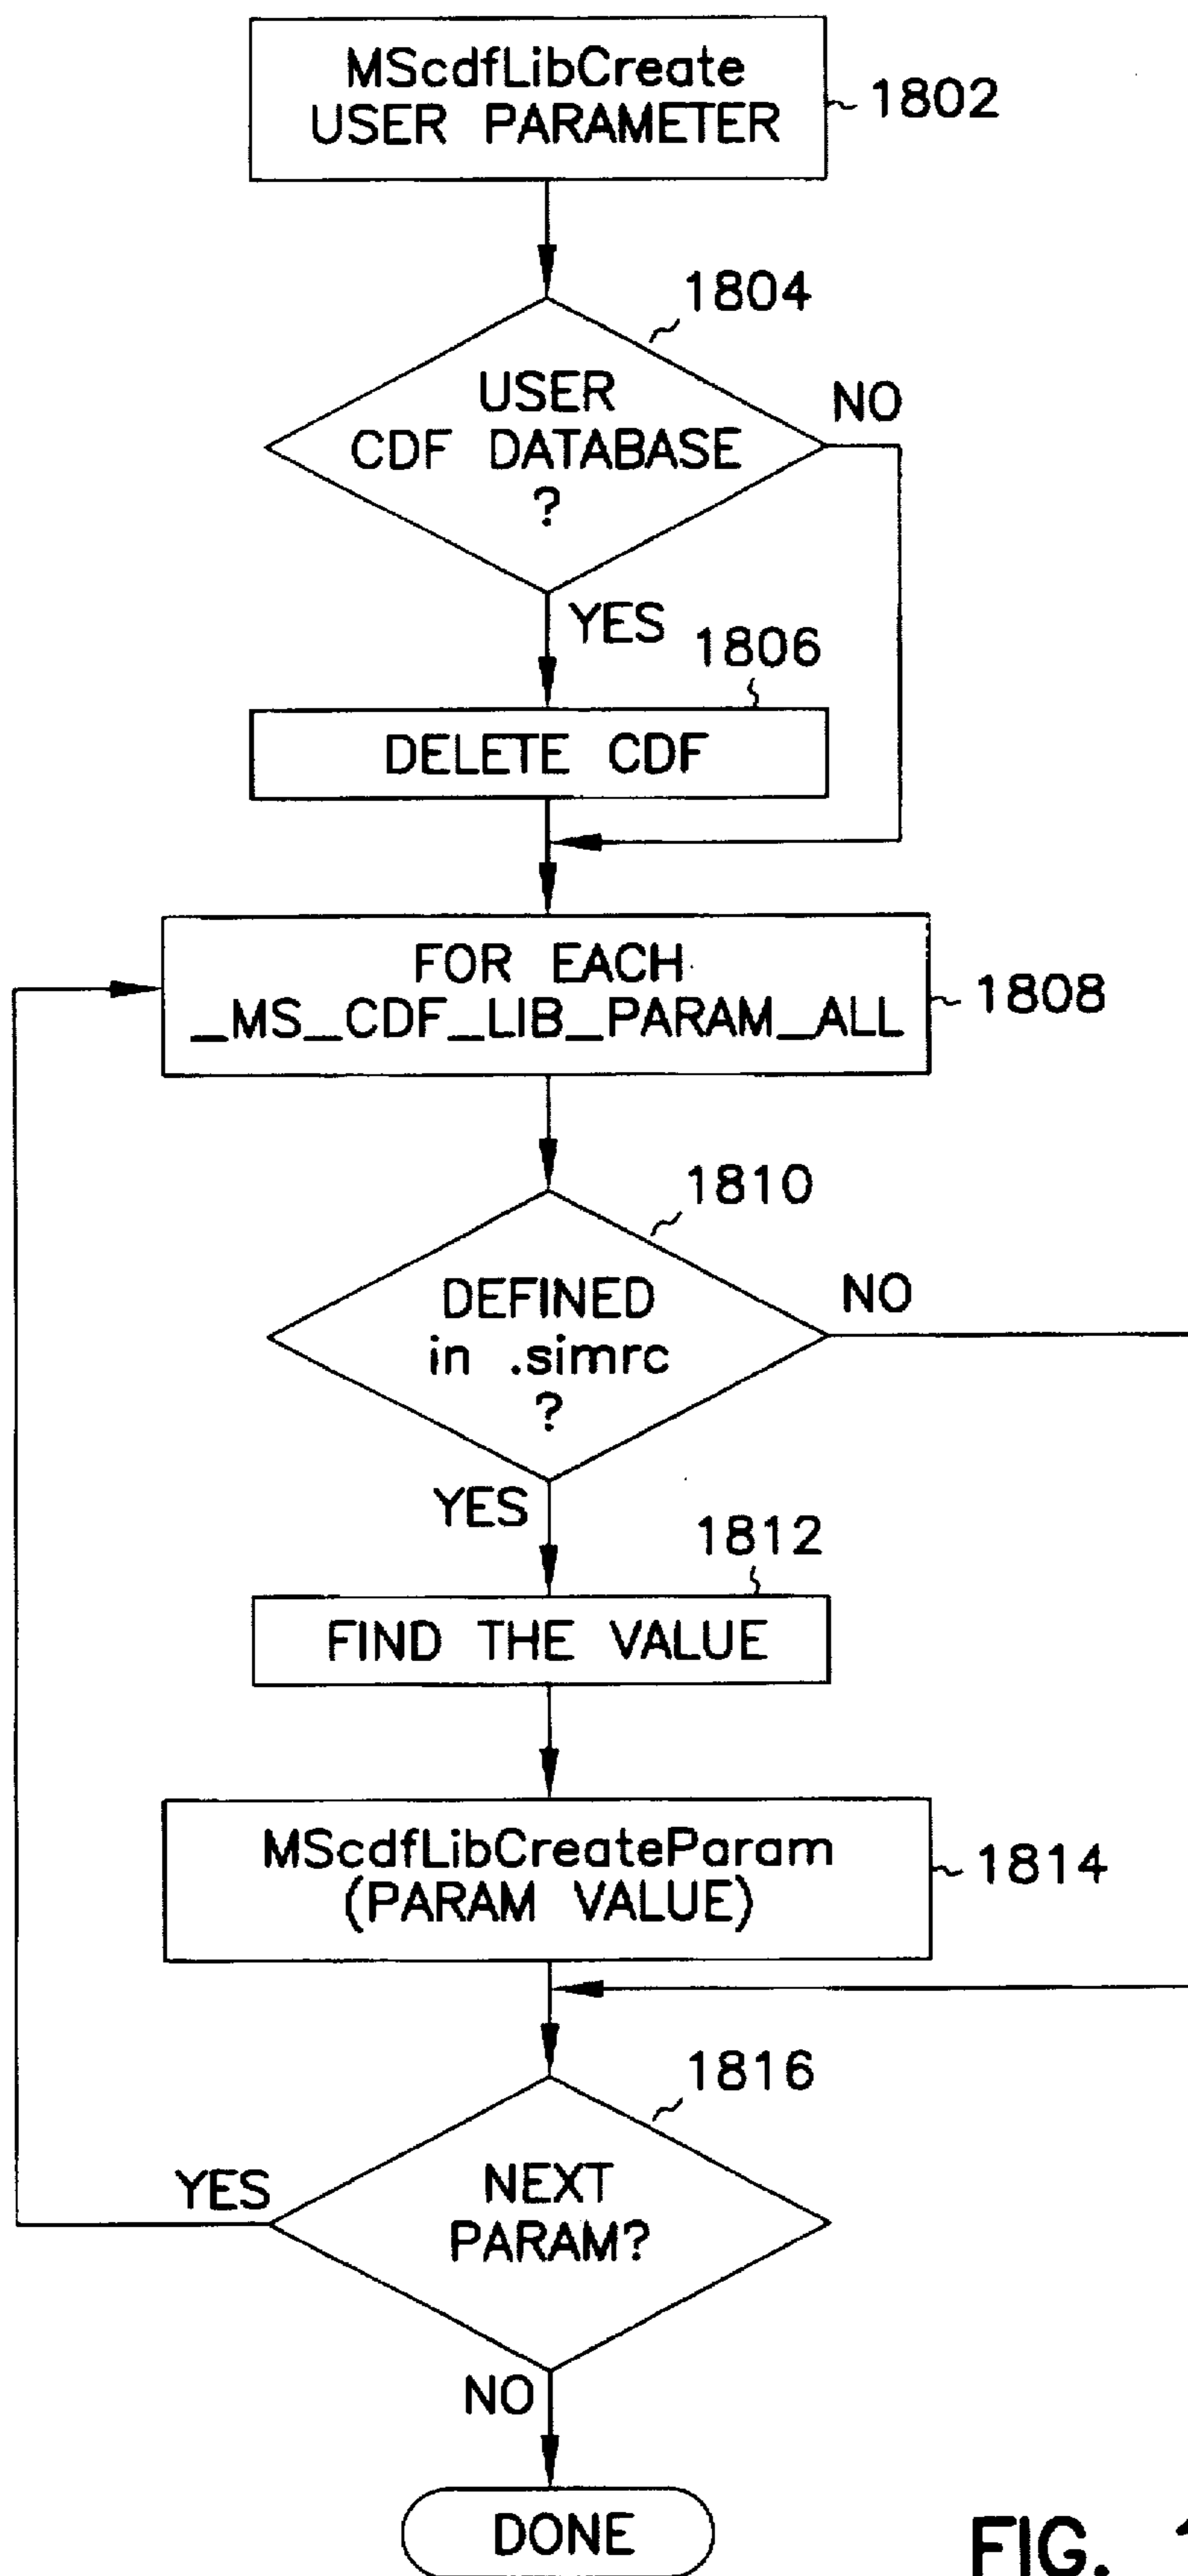 MScdfLibCreate
USER PARAMETER
1802
1804
USER
CDF DATABASE
?
NO
YES
1806
DELETE CDF
FOR EACH
_MS_CDF_LIB_PARAM_ALL
1808
1810
DEFINED
in .simrc
?
NO
YES
1812
FIND THE VALUE
MScdfLibCreateParam
(PARAM VALUE)
1814
1816
NEXT
PARAM?
YES
NO
DONE
FIG.